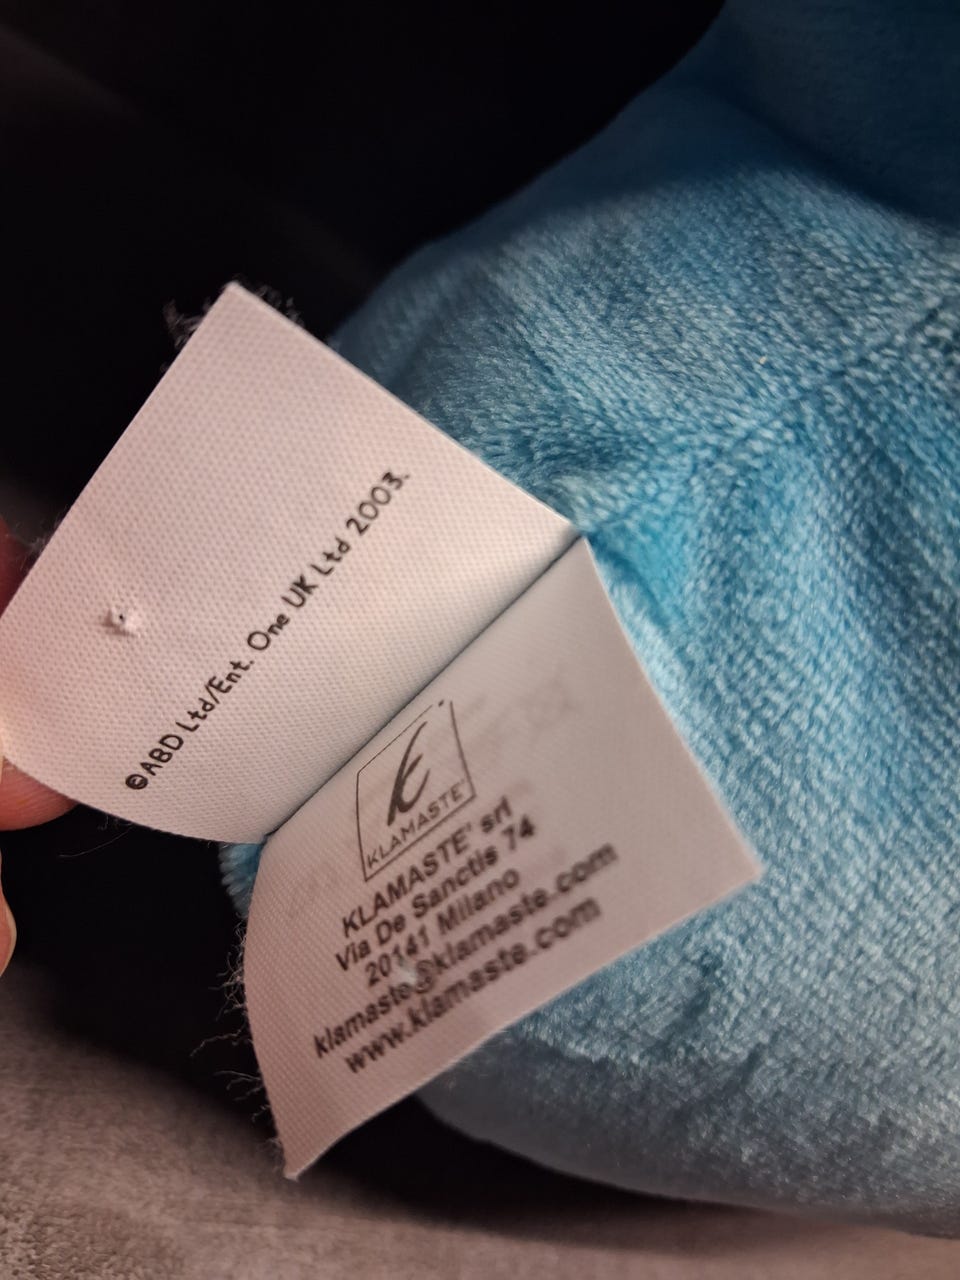 ©ABD Ltd/Ent. One UK Ltd 2003.
KLAMASTE'
KLAMASTE' srl
Via De Sanctis 74
20141 Milano
klamaste@klamaste.com
www.klamaste.com